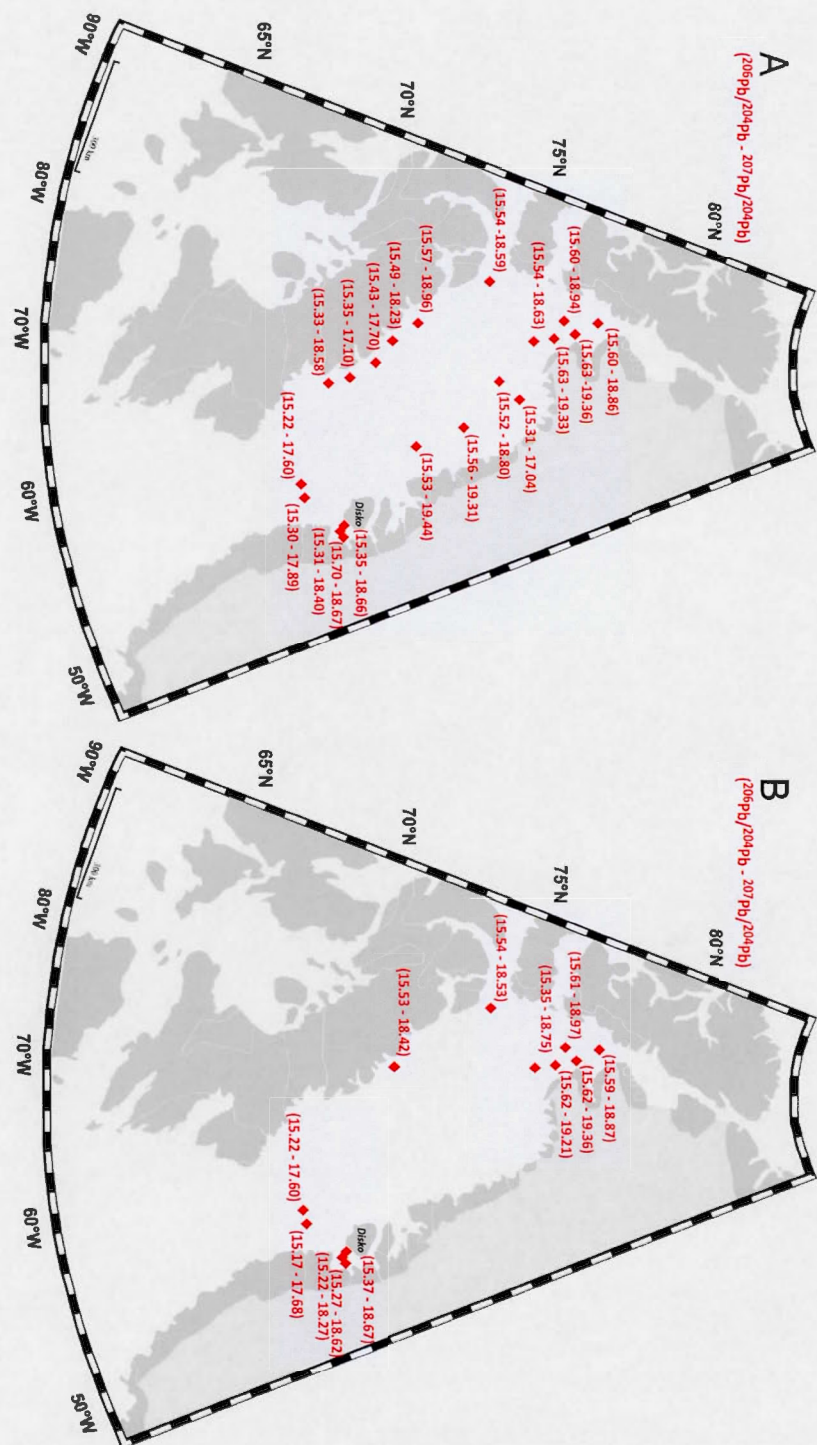 A
(²⁰⁶Pb/²⁰⁴Pb - ²⁰⁷Pb/²⁰⁴Pb)
80°N
75°N
70°N
65°N
90°W
80°W
70°W
60°W
50°W
300 km
(15.60 - 18.86)
(15.60 - 18.94)
(15.63 - 19.36)
(15.63 - 19.33)
(15.54 - 18.63)
(15.54 - 18.59)
(15.31 - 17.04)
(15.52 - 18.80)
(15.56 - 19.31)
(15.53 - 19.44)
(15.57 - 18.96)
(15.49 - 18.23)
(15.43 - 17.70)
(15.35 - 17.10)
(15.33 - 18.58)
Disko
(15.35 - 18.66)
(15.70 - 18.67)
(15.31 - 18.40)
(15.30 - 17.89)
(15.22 - 17.60)
B
(²⁰⁶Pb/²⁰⁴Pb - ²⁰⁷Pb/²⁰⁴Pb)
80°N
75°N
70°N
65°N
90°W
80°W
70°W
60°W
50°W
300 km
(15.59 - 18.87)
(15.61 - 18.97)
(15.62 - 19.36)
(15.62 - 19.21)
(15.35 - 18.75)
(15.54 - 18.53)
(15.53 - 18.42)
Disko
(15.37 - 18.67)
(15.27 - 18.62)
(15.22 - 18.27)
(15.17 - 17.68)
(15.22 - 17.60)